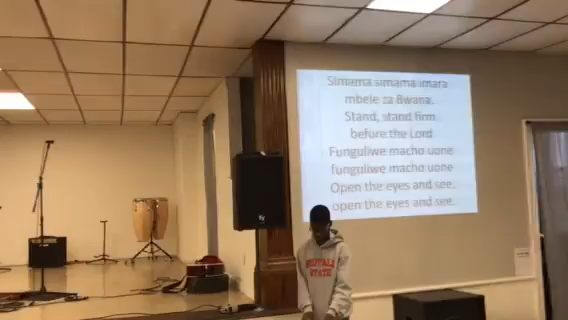 Simama simama imara
mbele za Bwana.
Stand, stand firm
before the Lord
Funguliwe macho uone
funguliwe macho uone
Open the eyes and see,
open the eyes and see.
BUFFALO
STATE